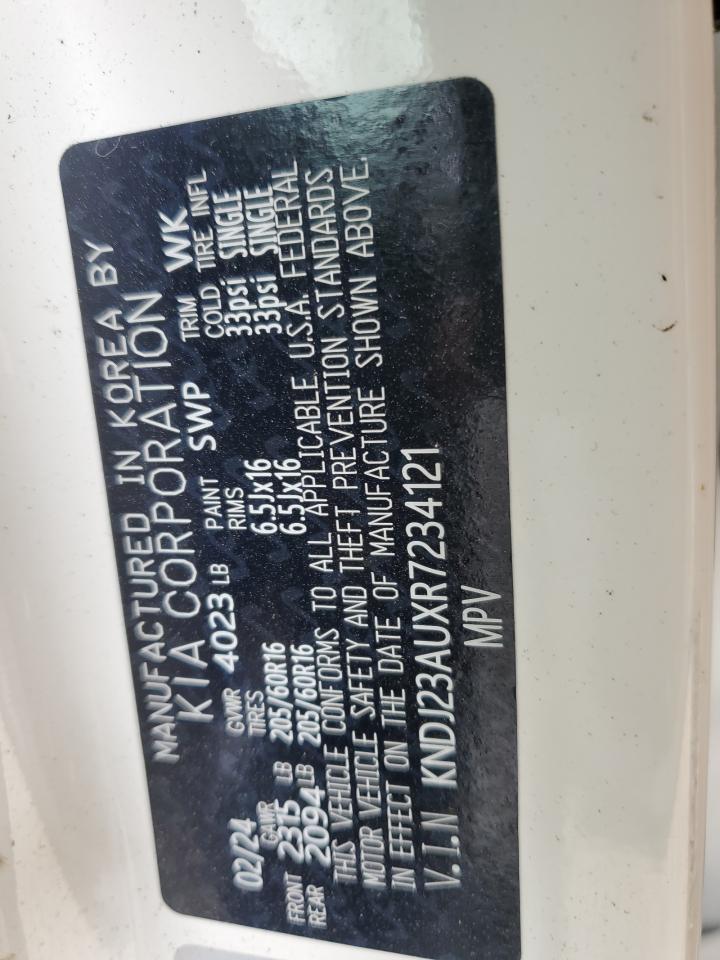 MANUFACTURED IN KOREA BY
KIA CORPORATION
02/24 GVWR 4023 LB PAINT SWP TRIM WK
GAWR TIRES RIMS COLD TIRE INFL
FRONT 2315 LB 205/60R16 6.5Jx16 33psi SINGLE
REAR 2094 LB 205/60R16 6.5Jx16 33psi SINGLE
THIS VEHICLE CONFORMS TO ALL APPLICABLE U.S.A. FEDERAL
MOTOR VEHICLE SAFETY AND THEFT PREVENTION STANDARDS
IN EFFECT ON THE DATE OF MANUFACTURE SHOWN ABOVE.
V.I.N KNDJ23AUXR7234121
MPV